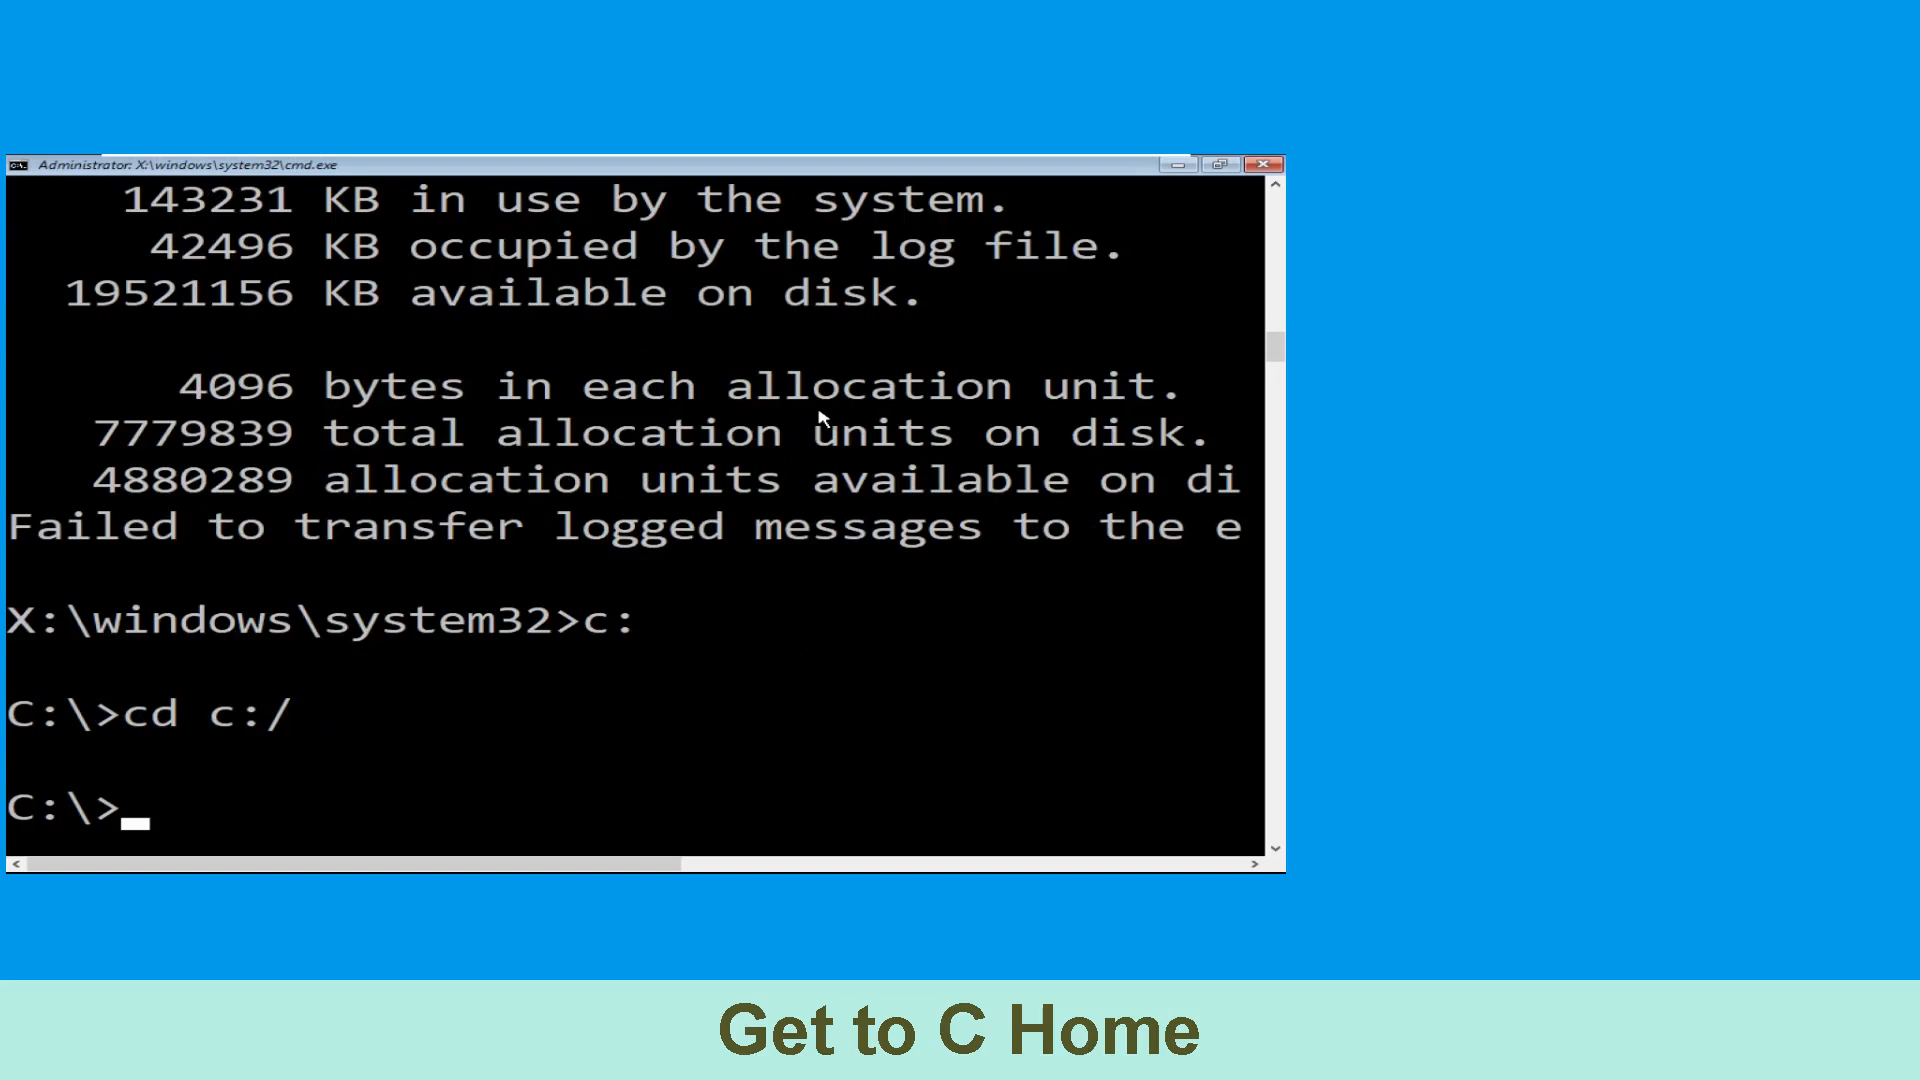 Administrator: X:\windows\system32\cmd.exe
143231 KB in use by the system.
42496 KB occupied by the log file.
19521156 KB available on disk.
4096 bytes in each allocation unit.
7779839 total allocation units on disk.
4880289 allocation units available on di
Failed to transfer logged messages to the e
X:\windows\system32>c:
C:\>cd c:/
C:\>
Get to C Home